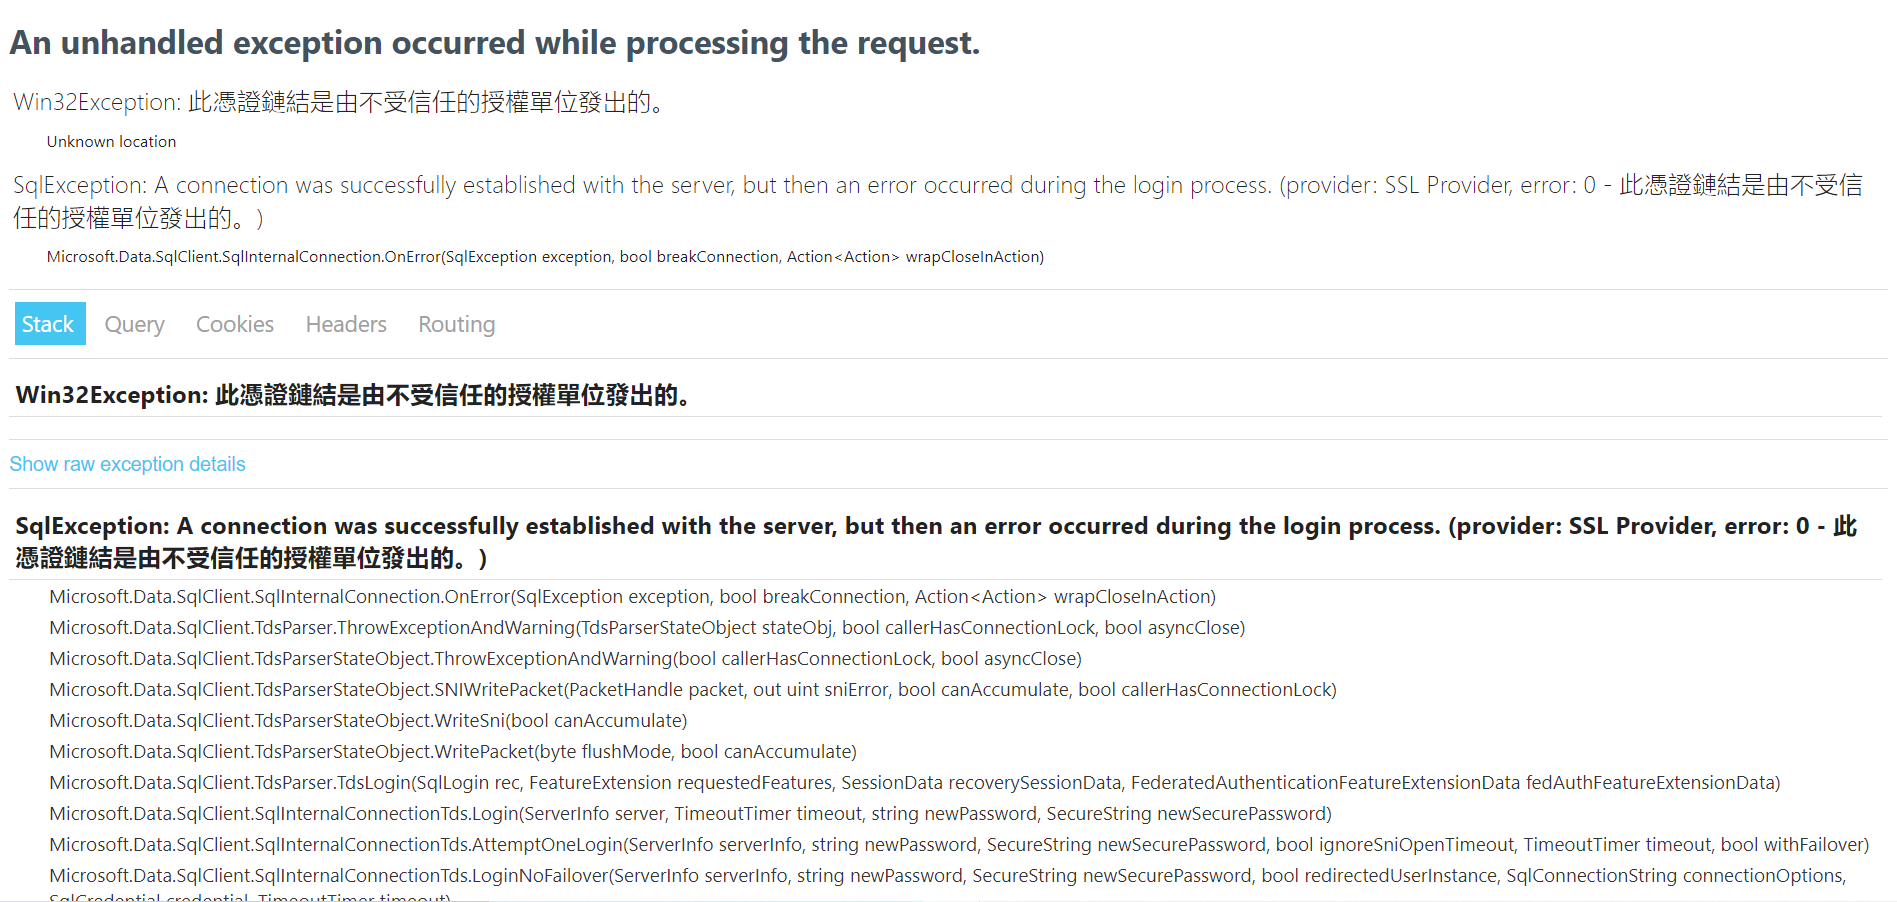 An unhandled exception occurred while processing the request.
Win32Exception: 此憑證鏈結是由不受信任的授權單位發出的。
Unknown location
SqlException: A connection was successfully established with the server, but then an error occurred during the login process. (provider: SSL Provider, error: 0 - 此憑證鏈結是由不受信
任的授權單位發出的。)
Microsoft.Data.SqlClient.SqlInternalConnection.OnError(SqlException exception, bool breakConnection, Action<Action> wrapCloseInAction)
Stack Query Cookies Headers Routing
Win32Exception: 此憑證鏈結是由不受信任的授權單位發出的。
Show raw exception details
SqlException: A connection was successfully established with the server, but then an error occurred during the login process. (provider: SSL Provider, error: 0 - 此
憑證鏈結是由不受信任的授權單位發出的。)
Microsoft.Data.SqlClient.SqlInternalConnection.OnError(SqlException exception, bool breakConnection, Action<Action> wrapCloseInAction)
Microsoft.Data.SqlClient.TdsParser.ThrowExceptionAndWarning(TdsParserStateObject stateObj, bool callerHasConnectionLock, bool asyncClose)
Microsoft.Data.SqlClient.TdsParserStateObject.ThrowExceptionAndWarning(bool callerHasConnectionLock, bool asyncClose)
Microsoft.Data.SqlClient.TdsParserStateObject.SNIWritePacket(PacketHandle packet, out uint sniError, bool canAccumulate, bool callerHasConnectionLock)
Microsoft.Data.SqlClient.TdsParserStateObject.WriteSni(bool canAccumulate)
Microsoft.Data.SqlClient.TdsParserStateObject.WritePacket(byte flushMode, bool canAccumulate)
Microsoft.Data.SqlClient.TdsParser.TdsLogin(SqlLogin rec, FeatureExtension requestedFeatures, SessionData recoverySessionData, FederatedAuthenticationFeatureExtensionData fedAuthFeatureExtensionData)
Microsoft.Data.SqlClient.SqlInternalConnectionTds.Login(ServerInfo server, TimeoutTimer timeout, string newPassword, SecureString newSecurePassword)
Microsoft.Data.SqlClient.SqlInternalConnectionTds.AttemptOneLogin(ServerInfo serverInfo, string newPassword, SecureString newSecurePassword, bool ignoreSniOpenTimeout, TimeoutTimer timeout, bool withFailover)
Microsoft.Data.SqlClient.SqlInternalConnectionTds.LoginNoFailover(ServerInfo serverInfo, string newPassword, SecureString newSecurePassword, bool redirectedUserInstance, SqlConnectionString connectionOptions,
SqlCredential credential, TimeoutTimer timeout)